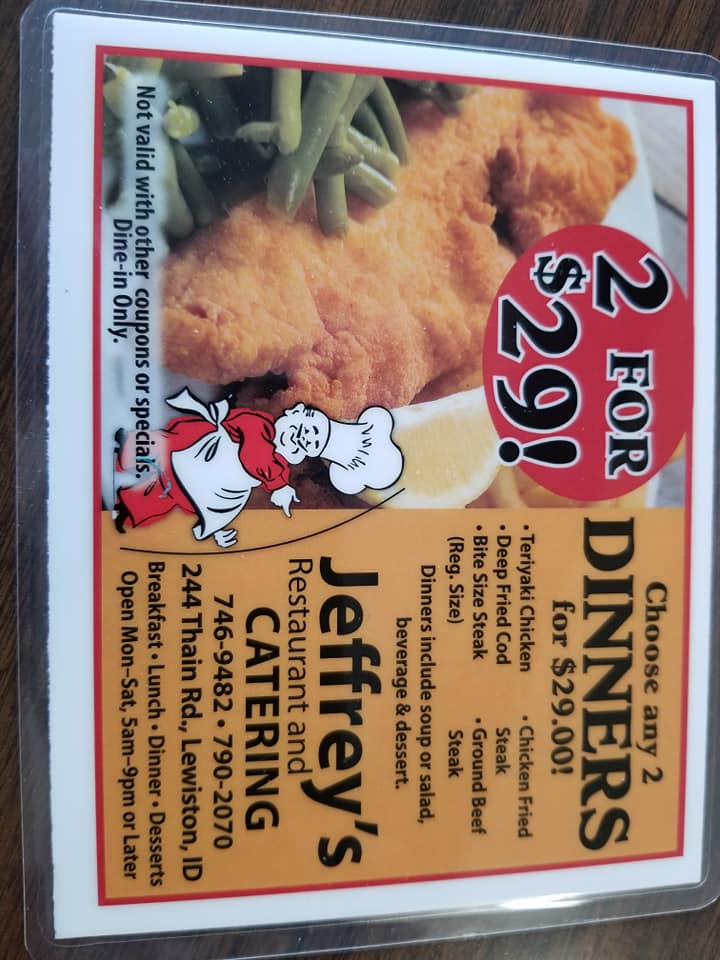 2 FOR
$29!
Not valid with other coupons or specials.
Dine-in Only.
Choose any 2
DINNERS
for $29.00!
• Teriyaki Chicken
• Deep Fried Cod
• Bite Size Steak
(Reg. Size)
• Chicken Fried
Steak
• Ground Beef
Steak
Dinners include soup or salad,
beverage & dessert.
Jeffrey's
Restaurant and
CATERING
746-9482 • 790-2070
244 Thain Rd., Lewiston, ID
Breakfast • Lunch • Dinner • Desserts
Open Mon-Sat, 5am-9pm or Later